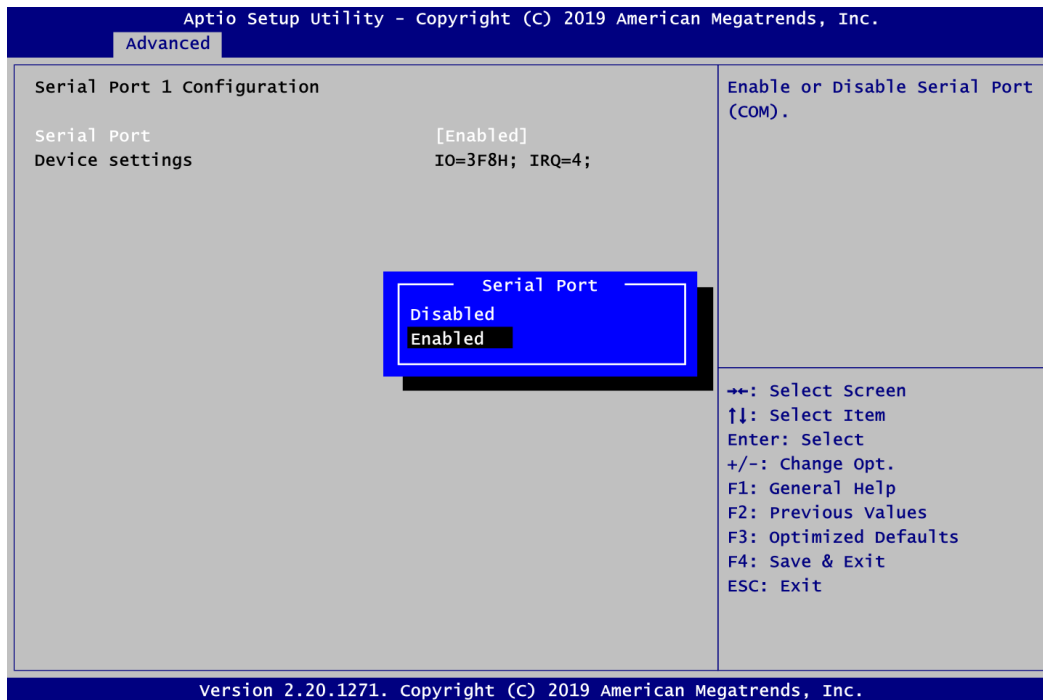 Aptio Setup Utility – Copyright (C) 2019 American Megatrends, Inc.
Advanced
Serial Port 1 Configuration
Serial Port [Enabled]
Device settings IO=3F8H; IRQ=4;
Enable or Disable Serial Port
(COM).
Serial Port
Disabled
Enabled
→←: Select Screen
↑↓: Select Item
Enter: Select
+/-: Change Opt.
F1: General Help
F2: Previous Values
F3: Optimized Defaults
F4: Save & Exit
ESC: Exit
Version 2.20.1271. Copyright (C) 2019 American Megatrends, Inc.